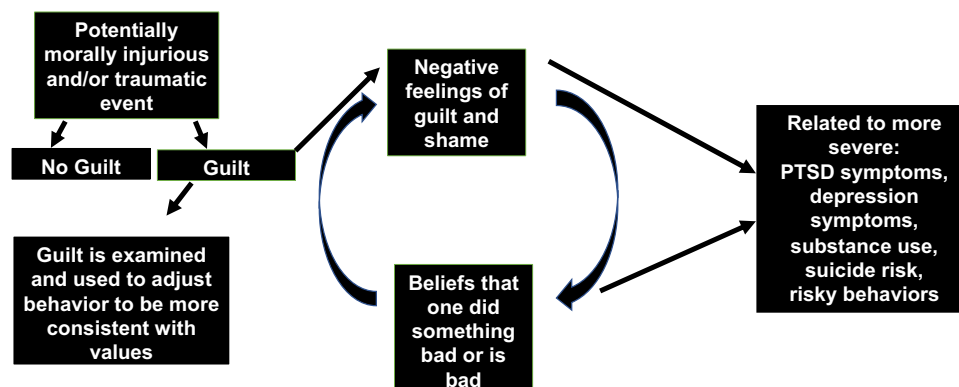 Potentially
morally injurious
and/or traumatic
event
No Guilt
Guilt
Guilt is examined
and used to adjust
behavior to be more
consistent with
values
Negative
feelings of
guilt and
shame
Beliefs that
one did
something
bad or is
bad
Related to more
severe:
PTSD symptoms,
depression
symptoms,
substance use,
suicide risk,
risky behaviors